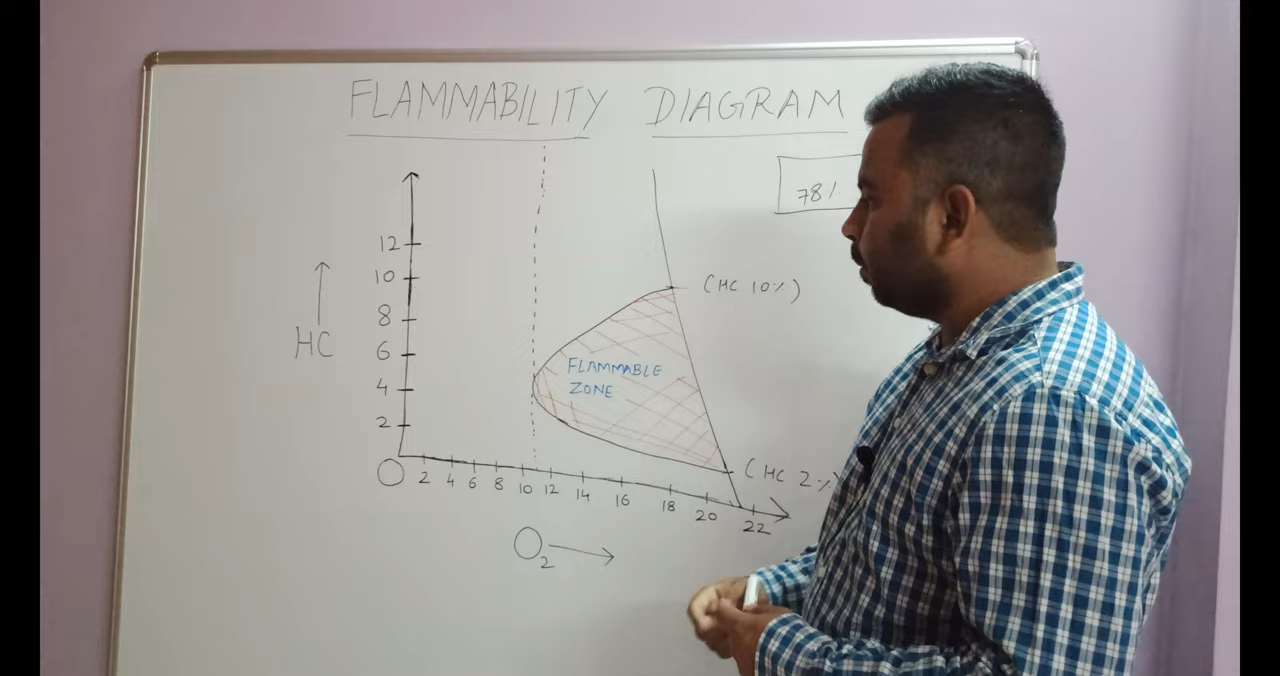 FLAMMABILITY DIAGRAM
78%
12
10
(HC 10%)
8
HC
6
FLAMMABLE
ZONE
4
2
(HC 2%)
O 2 4 6 8 10 12 14 16 18 20 22
O2